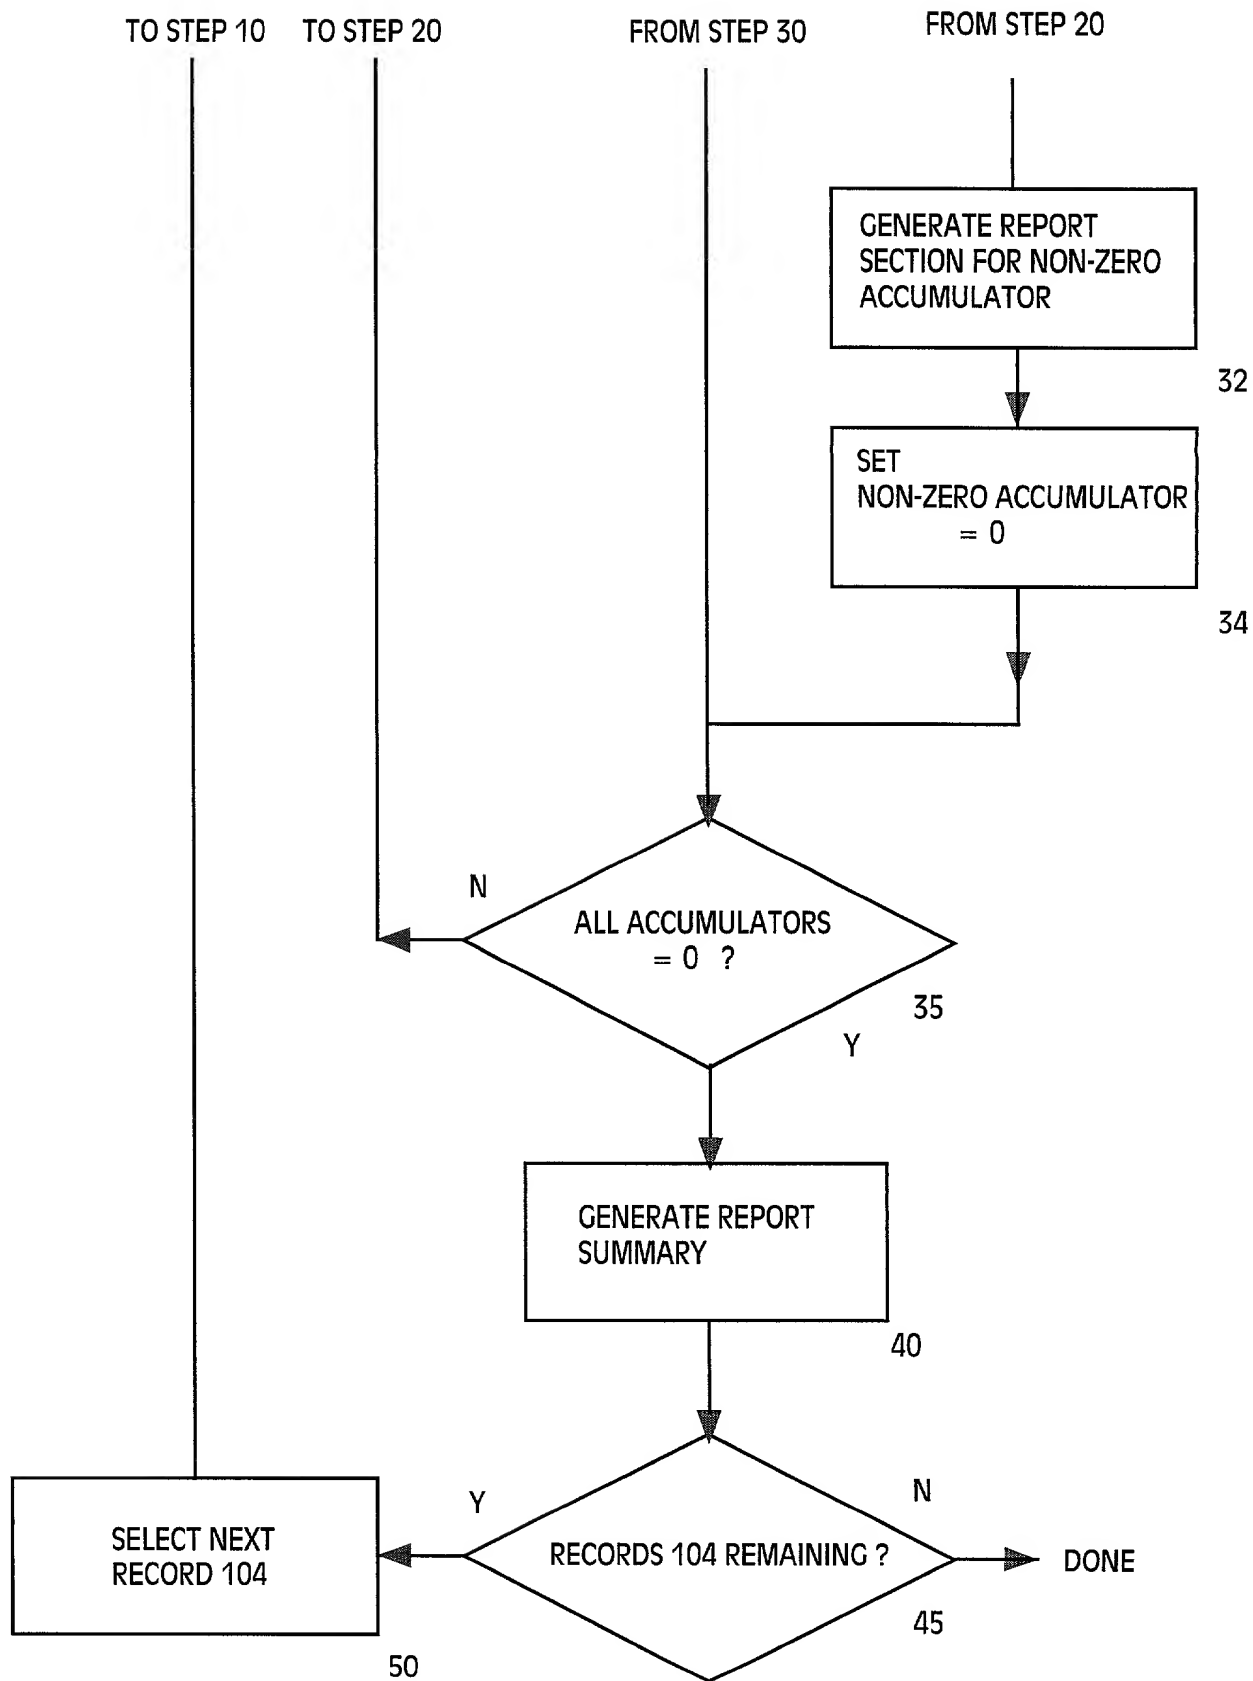 TO STEP 10
TO STEP 20
FROM STEP 30
FROM STEP 20
GENERATE REPORT
SECTION FOR NON-ZERO
ACCUMULATOR
32
SET
NON-ZERO ACCUMULATOR
= 0
34
N
ALL ACCUMULATORS
= 0 ?
35
Y
GENERATE REPORT
SUMMARY
40
Y
N
SELECT NEXT
RECORD 104
RECORDS 104 REMAINING ?
DONE
45
50